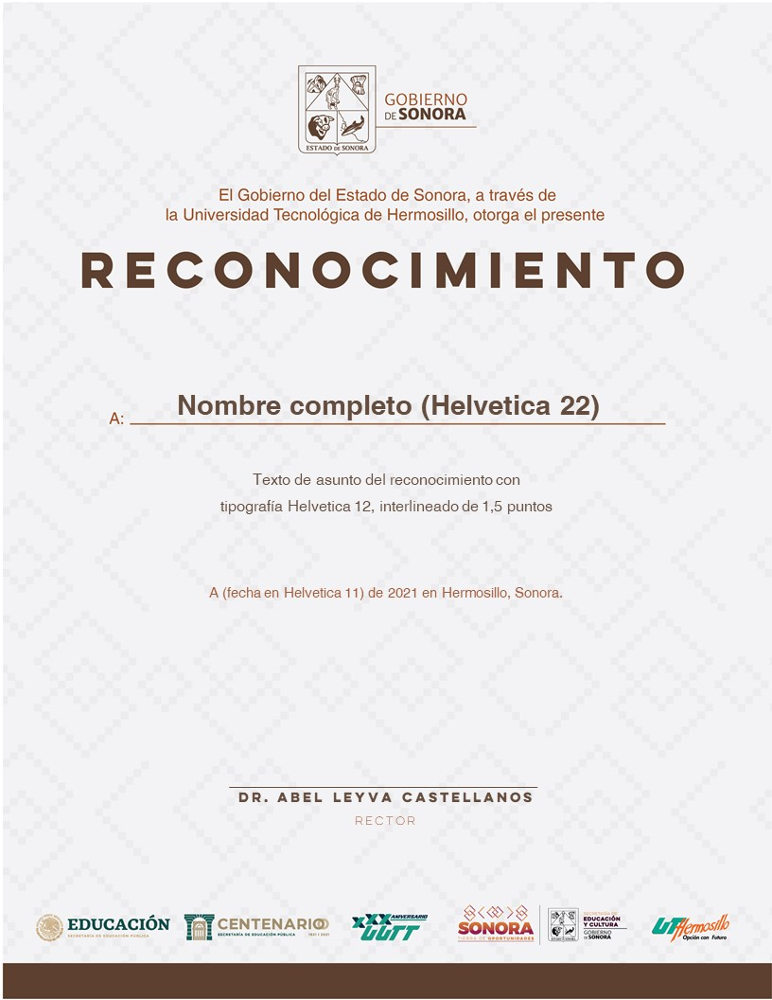 GOBIERNO
DE SONORA
ESTADO DE SONORA
El Gobierno del Estado de Sonora, a través de
la Universidad Tecnológica de Hermosillo, otorga el presente
RECONOCIMIENTO
Nombre completo (Helvetica 22)
A:
Texto de asunto del reconocimiento con
tipografía Helvetica 12, interlineado de 1,5 puntos
A (fecha en Helvetica 11) de 2021 en Hermosillo, Sonora.
DR. ABEL LEYVA CASTELLANOS
RECTOR
EDUCACIÓN
SECRETARÍA DE EDUCACIÓN PÚBLICA
CENTENARIO
SECRETARÍA DE EDUCACIÓN PÚBLICA 1921 / 2021
XXX ANIVERSARIO
UUTT
SONORA
TIERRA DE OPORTUNIDADES
SECRETARÍA DE
EDUCACIÓN
Y CULTURA
GOBIERNO
DE SONORA
UTHermosillo
Opción con Futuro